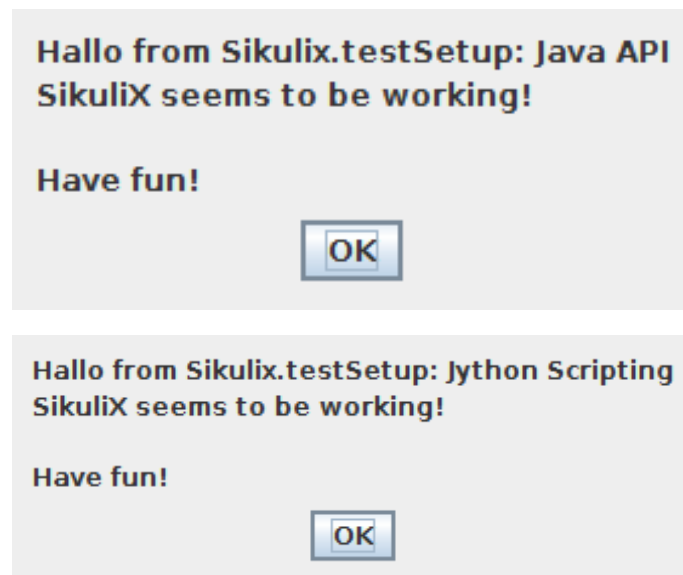 Hallo from Sikulix.testSetup: Java API
SikuliX seems to be working!
Have fun!
OK
Hallo from Sikulix.testSetup: Jython Scripting
SikuliX seems to be working!
Have fun!
OK